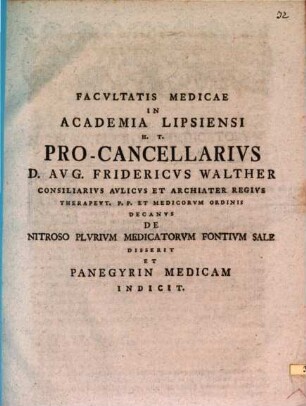 32
FACVLTATIS MEDICAE
IN
ACADEMIA LIPSIENSI
H. T.
PRO-CANCELLARIVS
D. AVG. FRIDERICVS WALTHER
CONSILIARIVS AVLICVS ET ARCHIATER REGIVS
THERAPEVT. P. P. ET MEDICORVM ORDINIS
DECANVS
DE
NITROSO PLVRIVM MEDICATORVM FONTIVM SALE
DISSERIT
ET
PANEGYRIN MEDICAM
INDICIT.